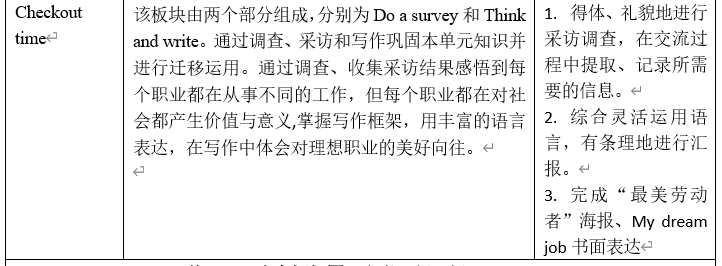 Checkout
time
该板块由两个部分组成,分别为 Do a survey 和 Think
and write。通过调查、采访和写作巩固本单元知识并
进行迁移运用。通过调查、收集采访结果感悟到每
个职业都在从事不同的工作，但每个职业都在对社
会都产生价值与意义,掌握写作框架，用丰富的语言
表达，在写作中体会对理想职业的美好向往。
1. 得体、礼貌地进行
采访调查，在交流过
程中提取、记录所需
要的信息。
2. 综合灵活运用语
言，有条理地进行汇
报。
3. 完成“最美劳动
者”海报、My dream
job 书面表达